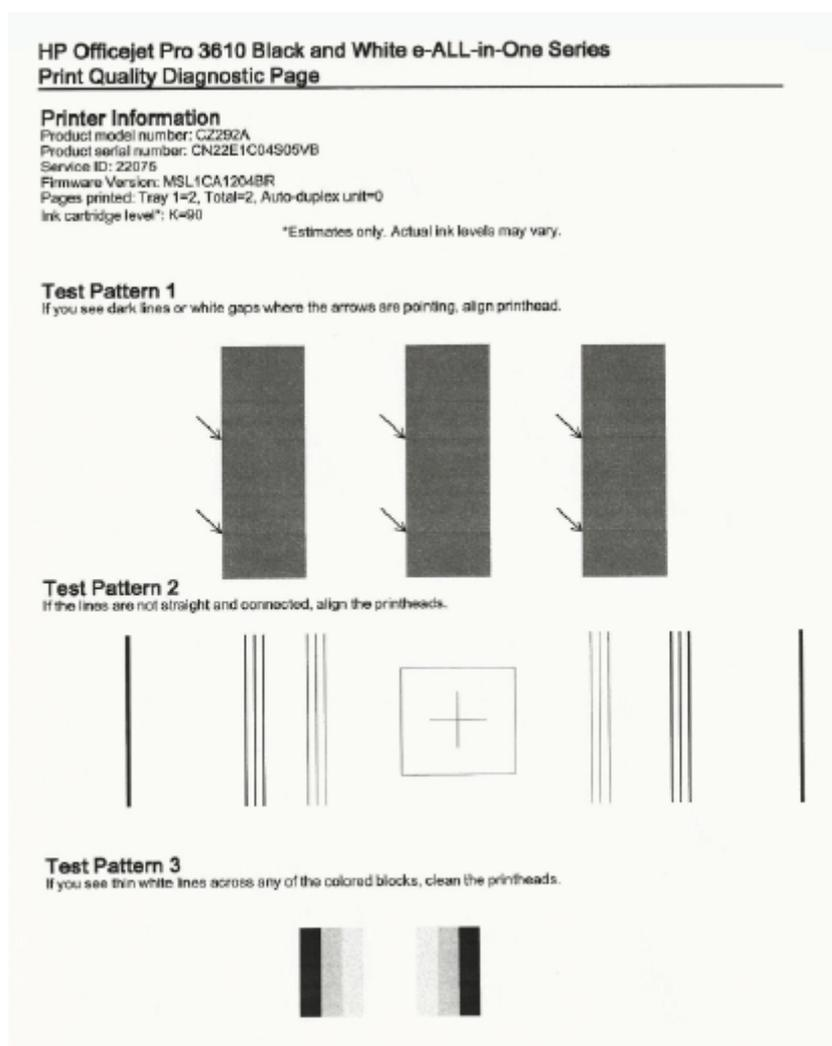 HP Officejet Pro 3610 Black and White e-ALL-in-One Series
Print Quality Diagnostic Page
Printer Information
Product model number: CZ292A
Product serial number: CN22E1C04S05VB
Service ID: 22075
Firmware Version: MSL1CA1204BR
Pages printed: Tray 1=2, Total=2, Auto-duplex unit=0
Ink cartridge level*: K=90
*Estimates only. Actual ink levels may vary.
Test Pattern 1
If you see dark lines or white gaps where the arrows are pointing, align printhead.
Test Pattern 2
If the lines are not straight and connected, align the printheads.
Test Pattern 3
If you see thin white lines across any of the colored blocks, clean the printheads.